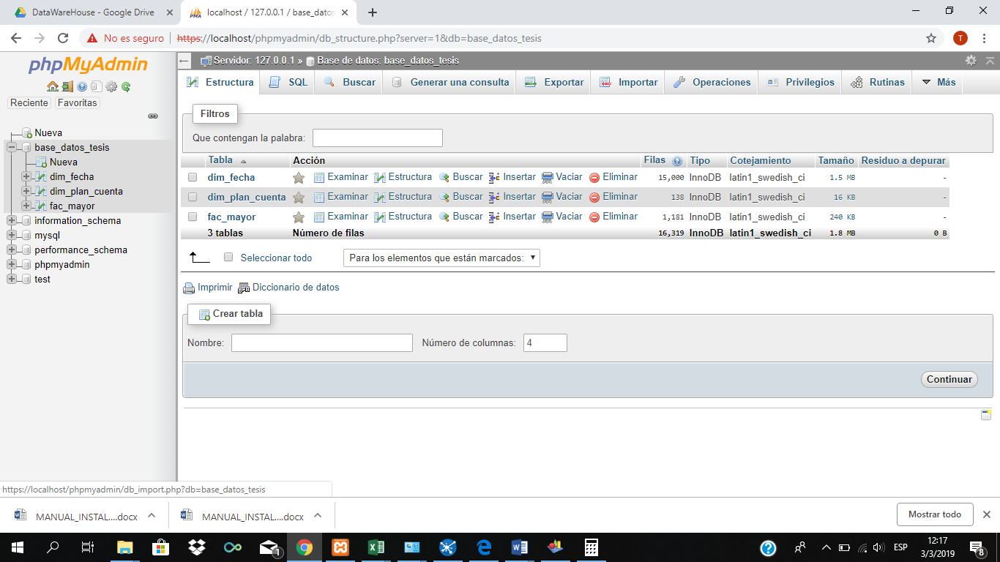 DataWareHouse - Google Drive
localhost / 127.0.0.1 / base_datos
No es seguro https://localhost/phpmyadmin/db_structure.php?server=1&db=base_datos_tesis
T
phpMyAdmin
Reciente Favoritas
Nueva
base_datos_tesis
Nueva
dim_fecha
dim_plan_cuenta
fac_mayor
information_schema
mysql
performance_schema
phpmyadmin
test
Servidor: 127.0.0.1 » Base de datos: base_datos_tesis
Estructura SQL Buscar Generar una consulta Exportar Importar Operaciones Privilegios Rutinas Más
Filtros
Que contengan la palabra:
Tabla Acción Filas Tipo Cotejamiento Tamaño Residuo a depurar
dim_fecha Examinar Estructura Buscar Insertar Vaciar Eliminar 15,000 InnoDB latin1_swedish_ci 1.5 MB -
dim_plan_cuenta Examinar Estructura Buscar Insertar Vaciar Eliminar 138 InnoDB latin1_swedish_ci 16 KB -
fac_mayor Examinar Estructura Buscar Insertar Vaciar Eliminar 1,181 InnoDB latin1_swedish_ci 240 KB -
3 tablas Número de filas 16,319 InnoDB latin1_swedish_ci 1.8 MB 0 B
Seleccionar todo Para los elementos que están marcados:
Imprimir Diccionario de datos
Crear tabla
Nombre: Número de columnas: 4
Continuar
https://localhost/phpmyadmin/db_import.php?db=base_datos_tesis
MANUAL_INSTAL....docx MANUAL_INSTAL....docx Mostrar todo
1
ESP
12:17
3/3/2019
8